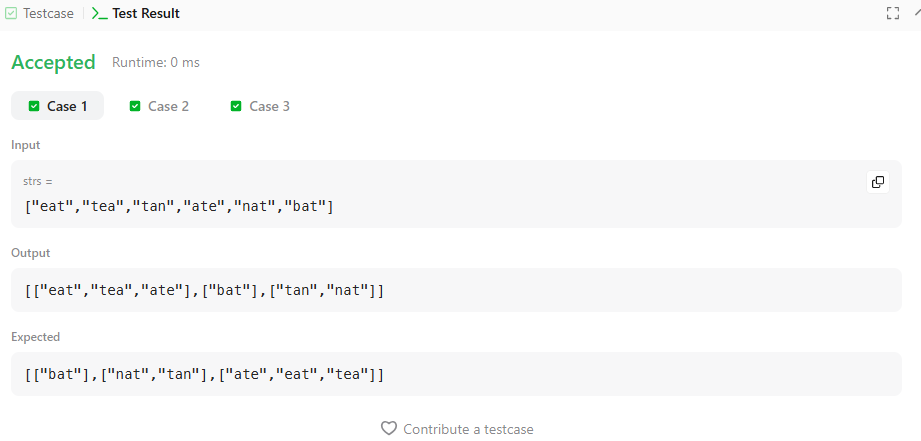 Testcase Test Result
Accepted Runtime: 0 ms
Case 1 Case 2 Case 3
Input
strs =
["eat","tea","tan","ate","nat","bat"]
Output
[["eat","tea","ate"],["bat"],["tan","nat"]]
Expected
[["bat"],["nat","tan"],["ate","eat","tea"]]
Contribute a testcase